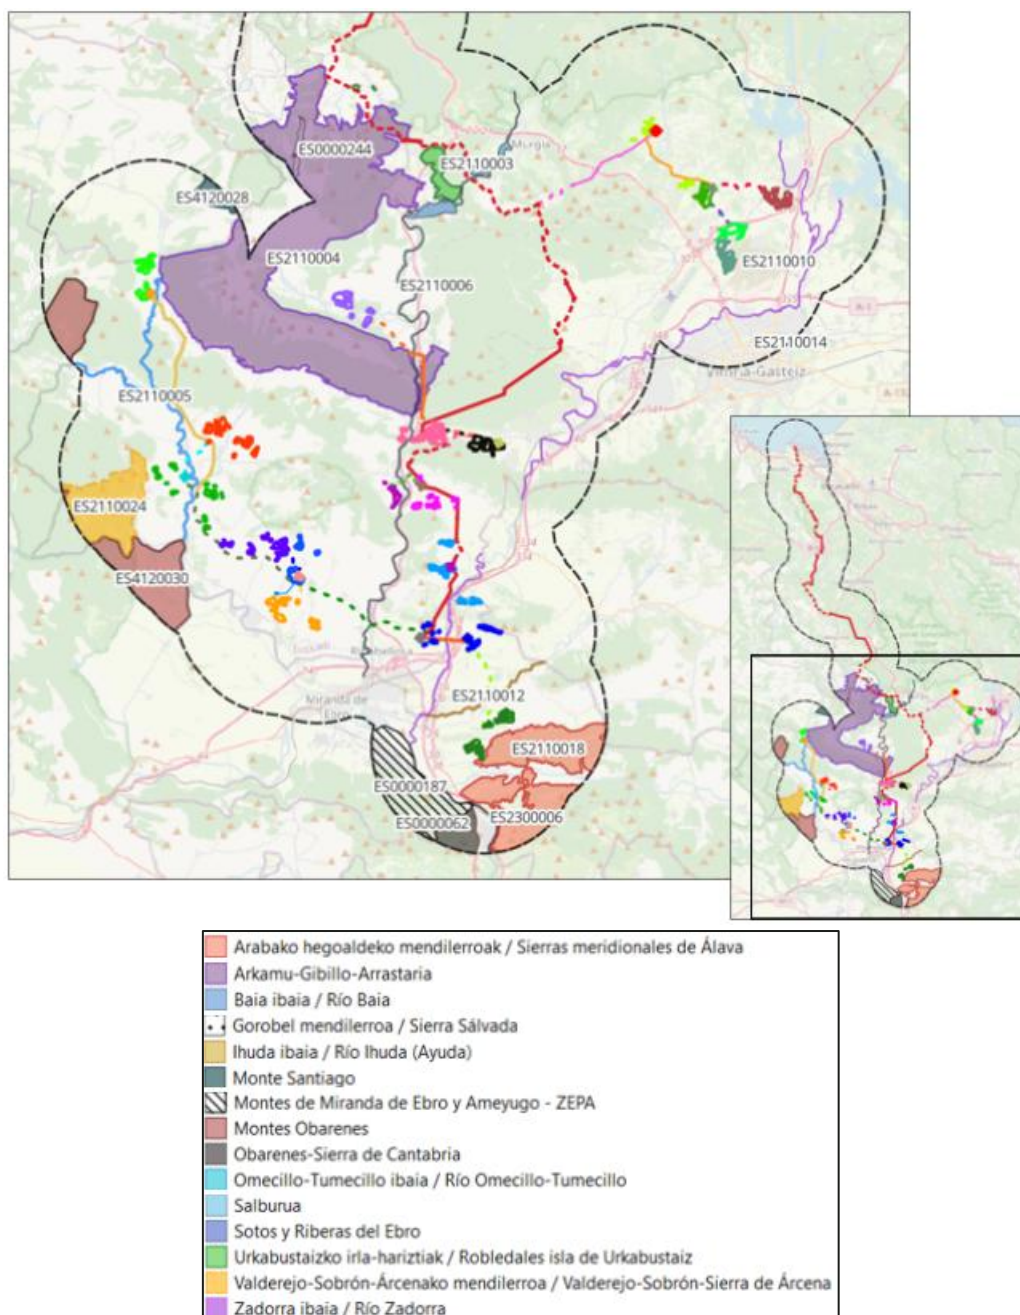 ES0000244
ES2110003
Murgia
ES4120028
ES2110004
ES2110006
ES2110010
ES2110014
Vitoria-Gasteiz
ES2110005
ES2110024
ES4120030
Miranda de
Ebro
ES2110012
ES2110018
ES0000187
ES2300006
ES0000062
Arabako hegoaldeko mendilerroak / Sierras meridionales de Álava
Arkamu-Gibillo-Arrastaria
Baia ibaia / Río Baia
Gorobel mendilerroa / Sierra Sálvada
Ihuda ibaia / Río Ihuda (Ayuda)
Monte Santiago
Montes de Miranda de Ebro y Ameyugo - ZEPA
Montes Obarenes
Obarenes-Sierra de Cantabria
Omecillo-Tumecillo ibaia / Río Omecillo-Tumecillo
Salburua
Sotos y Riberas del Ebro
Urkabustaizko irla-hariztiak / Robledales isla de Urkabustaiz
Valderejo-Sobrón-Árcenako mendilerroa / Valderejo-Sobrón-Sierra de Árcena
Zadorra ibaia / Río Zadorra